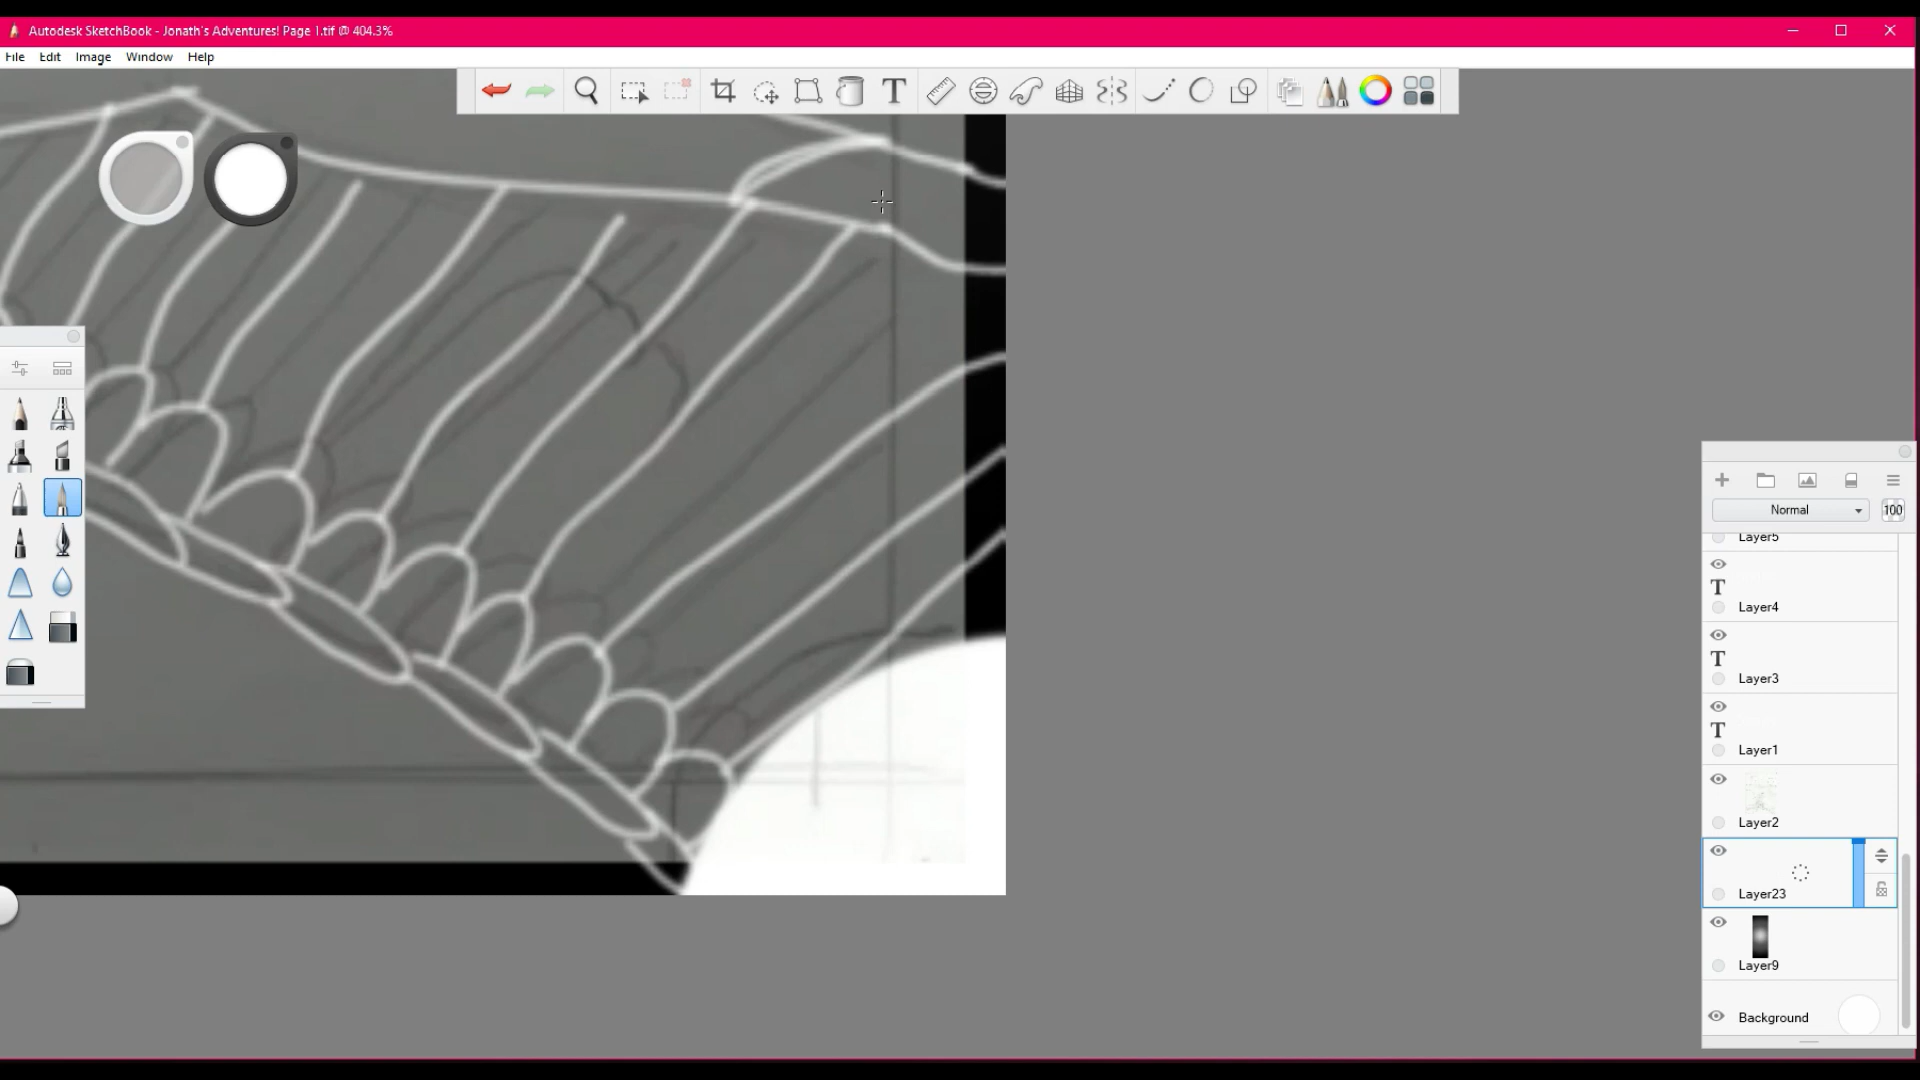 Autodesk SketchBook - Jonath's Adventures! Page 1.tif @ 404.3%
File Edit Image Window Help
T
Normal 100
Layer5
T
Layer4
T
Layer3
T
Layer1
Layer2
Layer23
Layer9
Background